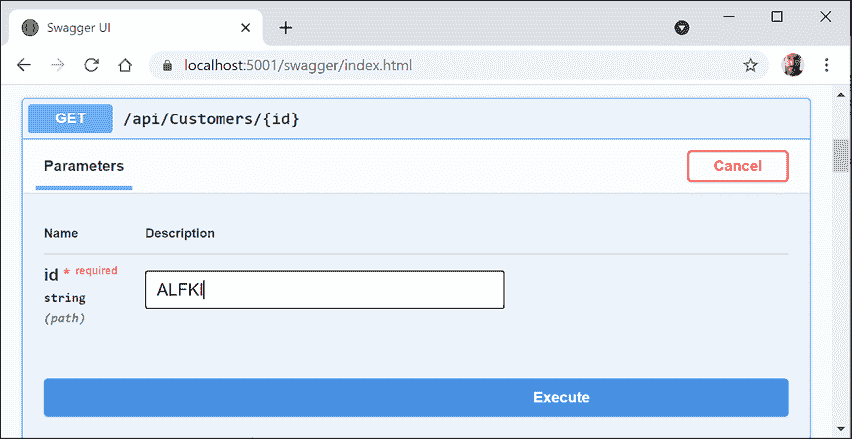 Swagger UI
localhost:5001/swagger/index.html
GET /api/Customers/{id}
Parameters Cancel
Name Description
id * required ALFKI
string
(path)
Execute